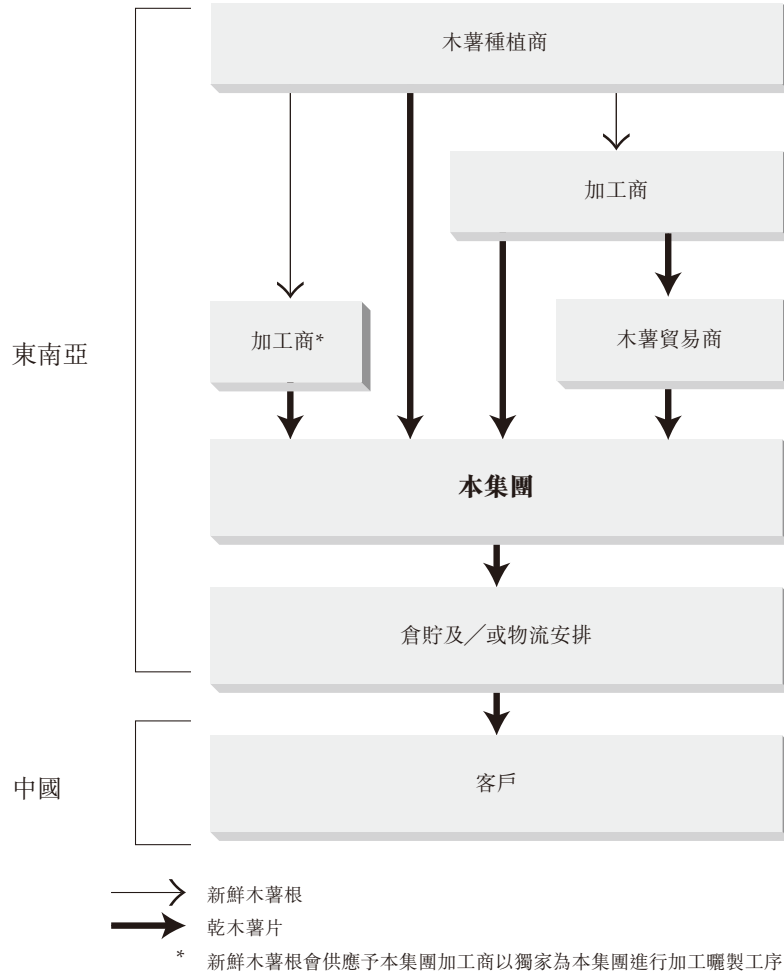 木薯種植商
加工商
加工商*
木薯貿易商
東南亞
本集團
倉貯及／或物流安排
中國
客戶
新鮮木薯根
乾木薯片
* 新鮮木薯根會供應予本集團加工商以獨家為本集團進行加工曬製工序